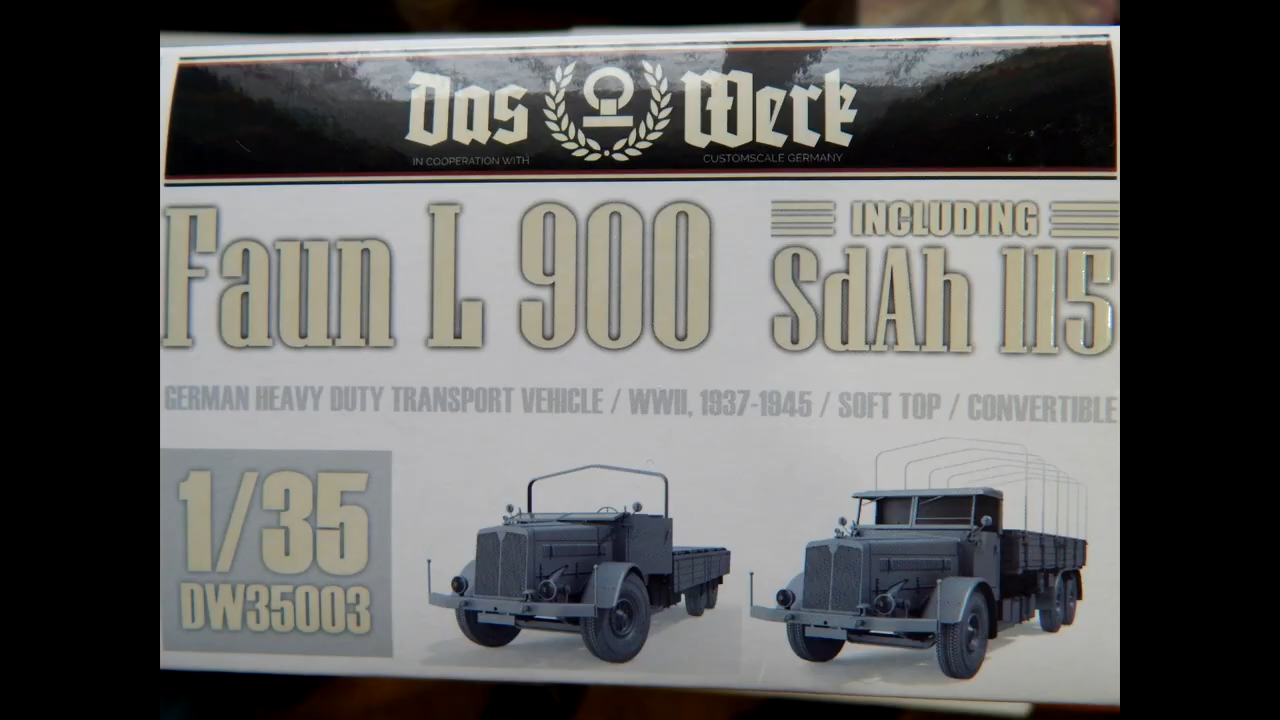 Das Werk
IN COOPERATION WITH CUSTOMSCALE GERMANY
Faun L 900
INCLUDING
SdAh 115
GERMAN HEAVY DUTY TRANSPORT VEHICLE / WWII, 1937-1945 / SOFT TOP / CONVERTIBLE
1/35
DW35003